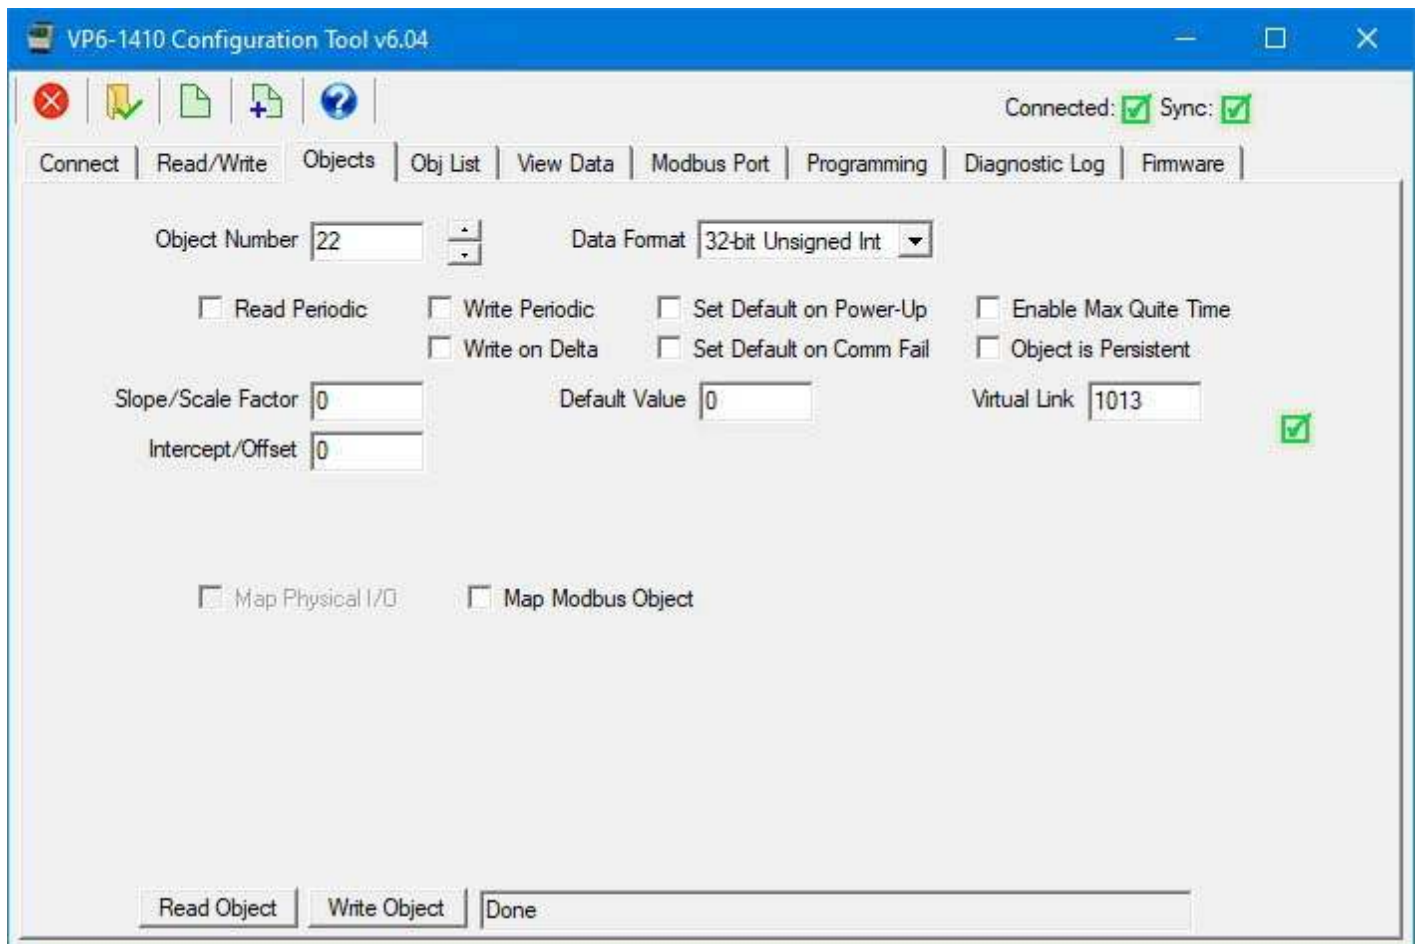 VP6-1410 Configuration Tool v6.04
Connected: Sync:
Connect Read/Write Objects Obj List View Data Modbus Port Programming Diagnostic Log Firmware
Object Number 22 Data Format 32-bit Unsigned Int
Read Periodic Write Periodic Set Default on Power-Up Enable Max Quite Time
Write on Delta Set Default on Comm Fail Object is Persistent
Slope/Scale Factor 0 Default Value 0 Virtual Link 1013
Intercept/Offset 0
Map Physical I/O Map Modbus Object
Read Object Write Object Done